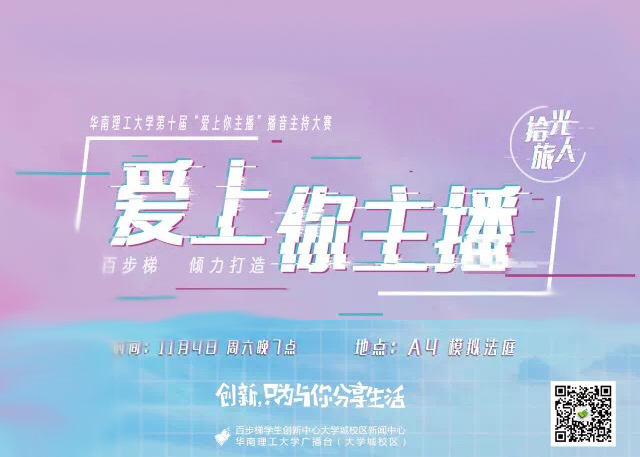 华南理工大学第十届“爱上你主播”播音主持大赛
拾光
旅人
爱上你主播
百步梯 倾力打造
时间：11月4日 周六晚7点 地点：A4 模拟法庭
创新，只为与你分享生活
百步梯学生创新中心大学城校区新闻中心
华南理工大学广播台（大学城校区）